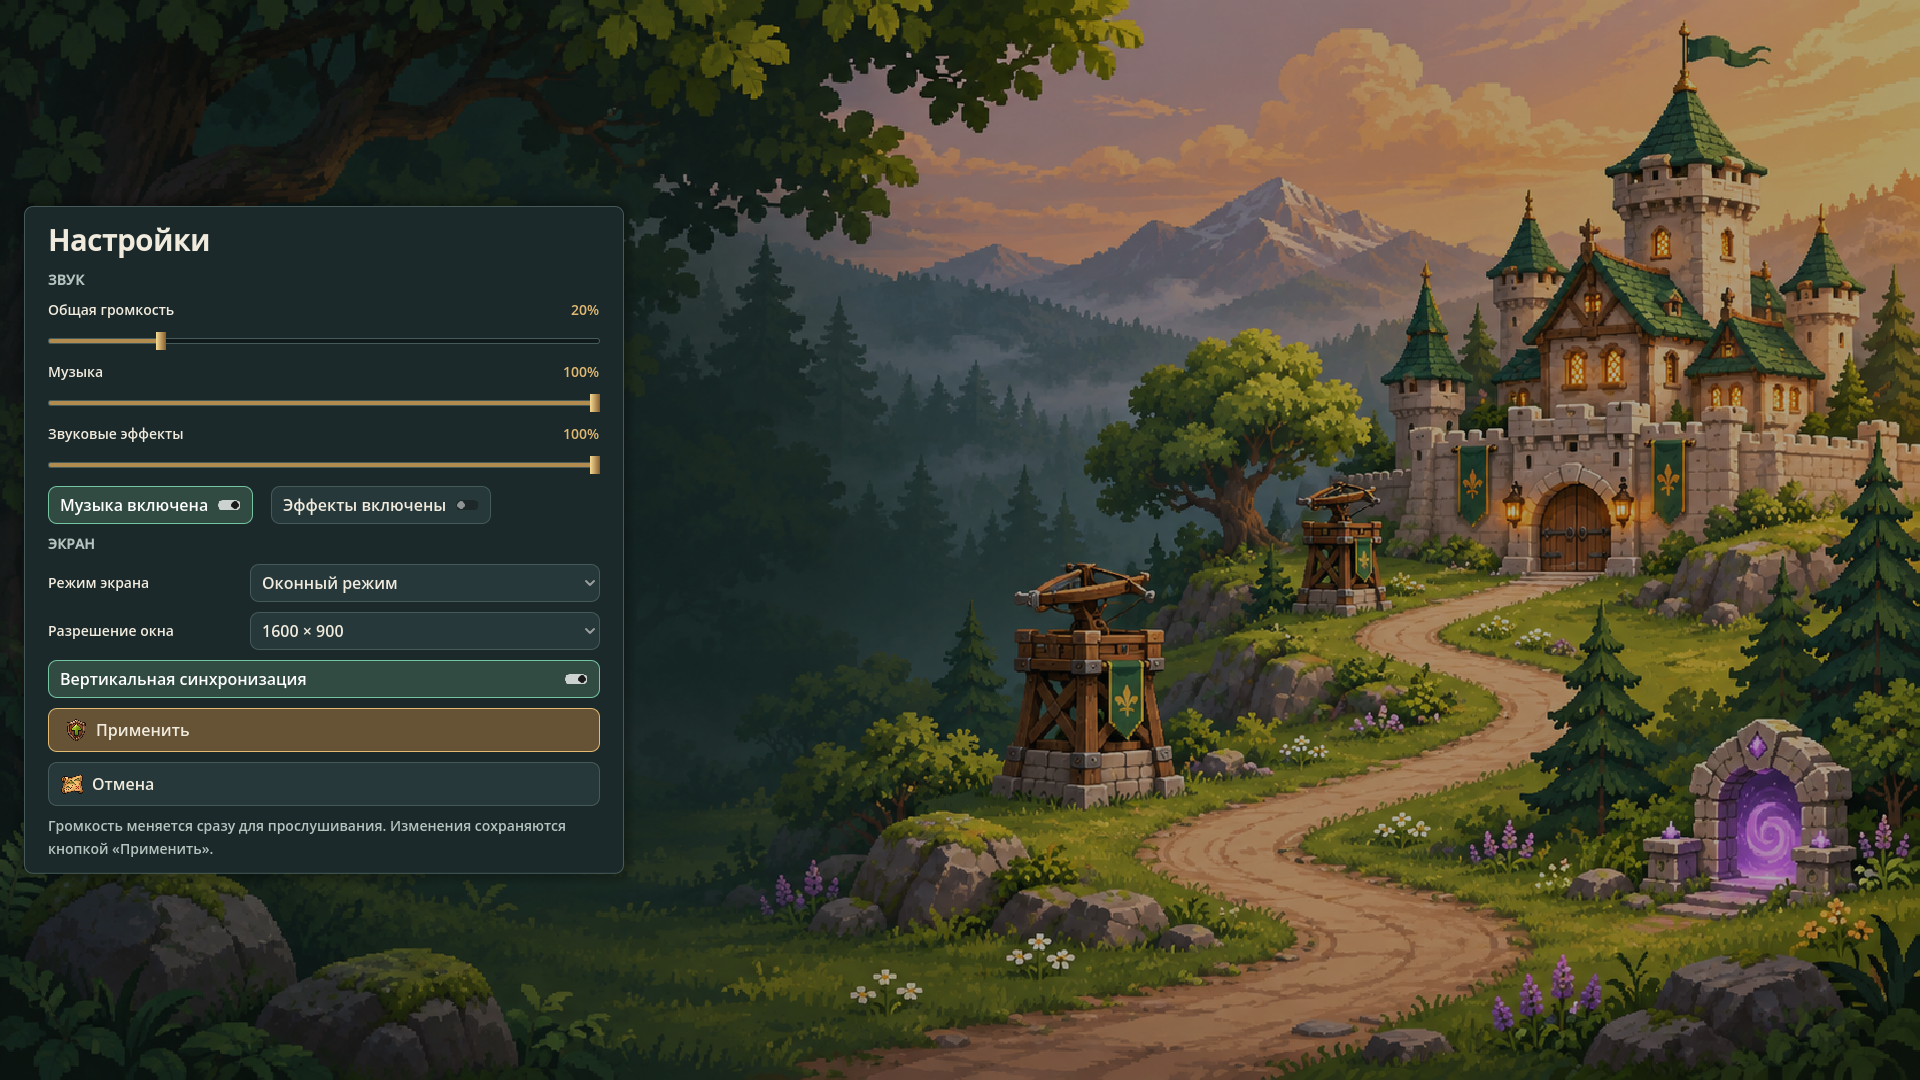 Настройки
ЗВУК
Общая громкость 20%
Музыка 100%
Звуковые эффекты 100%
Музыка включена Эффекты включены
ЭКРАН
Режим экрана Оконный режим
Разрешение окна 1600 × 900
Вертикальная синхронизация
Применить
Отмена
Громкость меняется сразу для прослушивания. Изменения сохраняются
кнопкой «Применить».